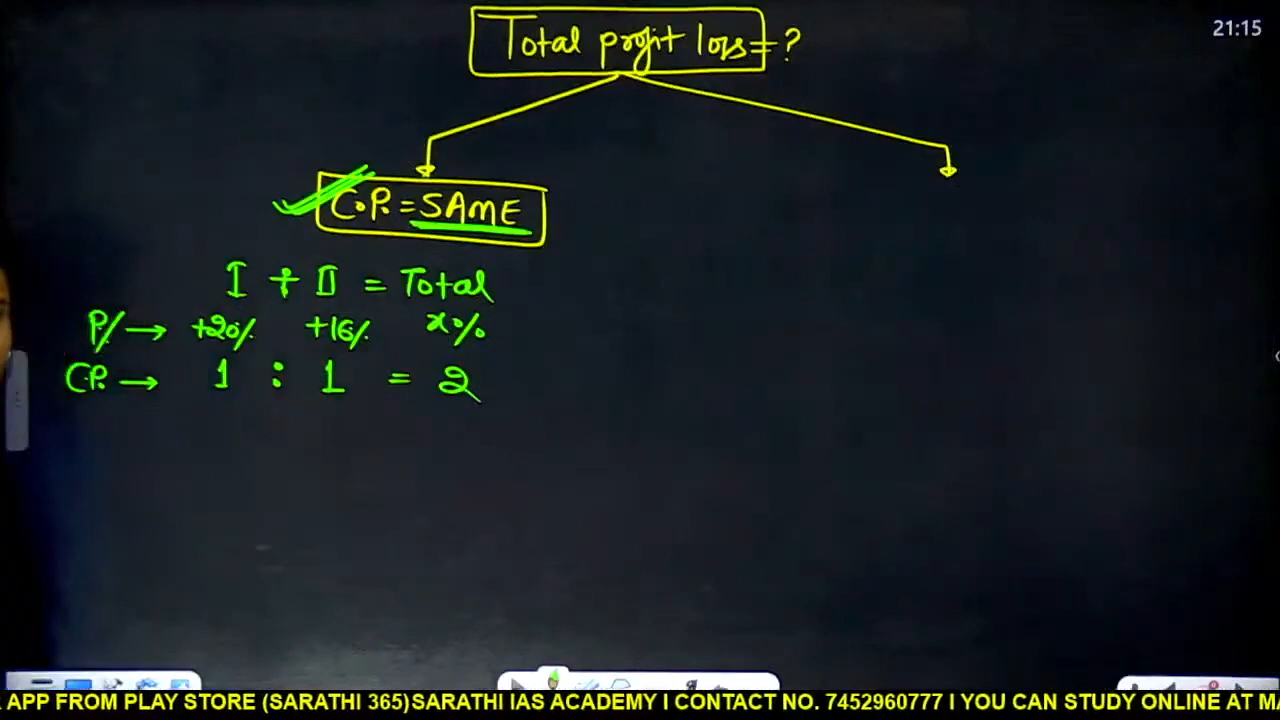 21:15
Total profit loss = ?
C.P. = SAME
I + II = Total
P% → +20% +16% x%
C.P. → 1 : 1 = 2
APP FROM PLAY STORE (SARATHI 365)SARATHI IAS ACADEMY I CONTACT NO. 7452960777 I YOU CAN STUDY ONLINE AT MA